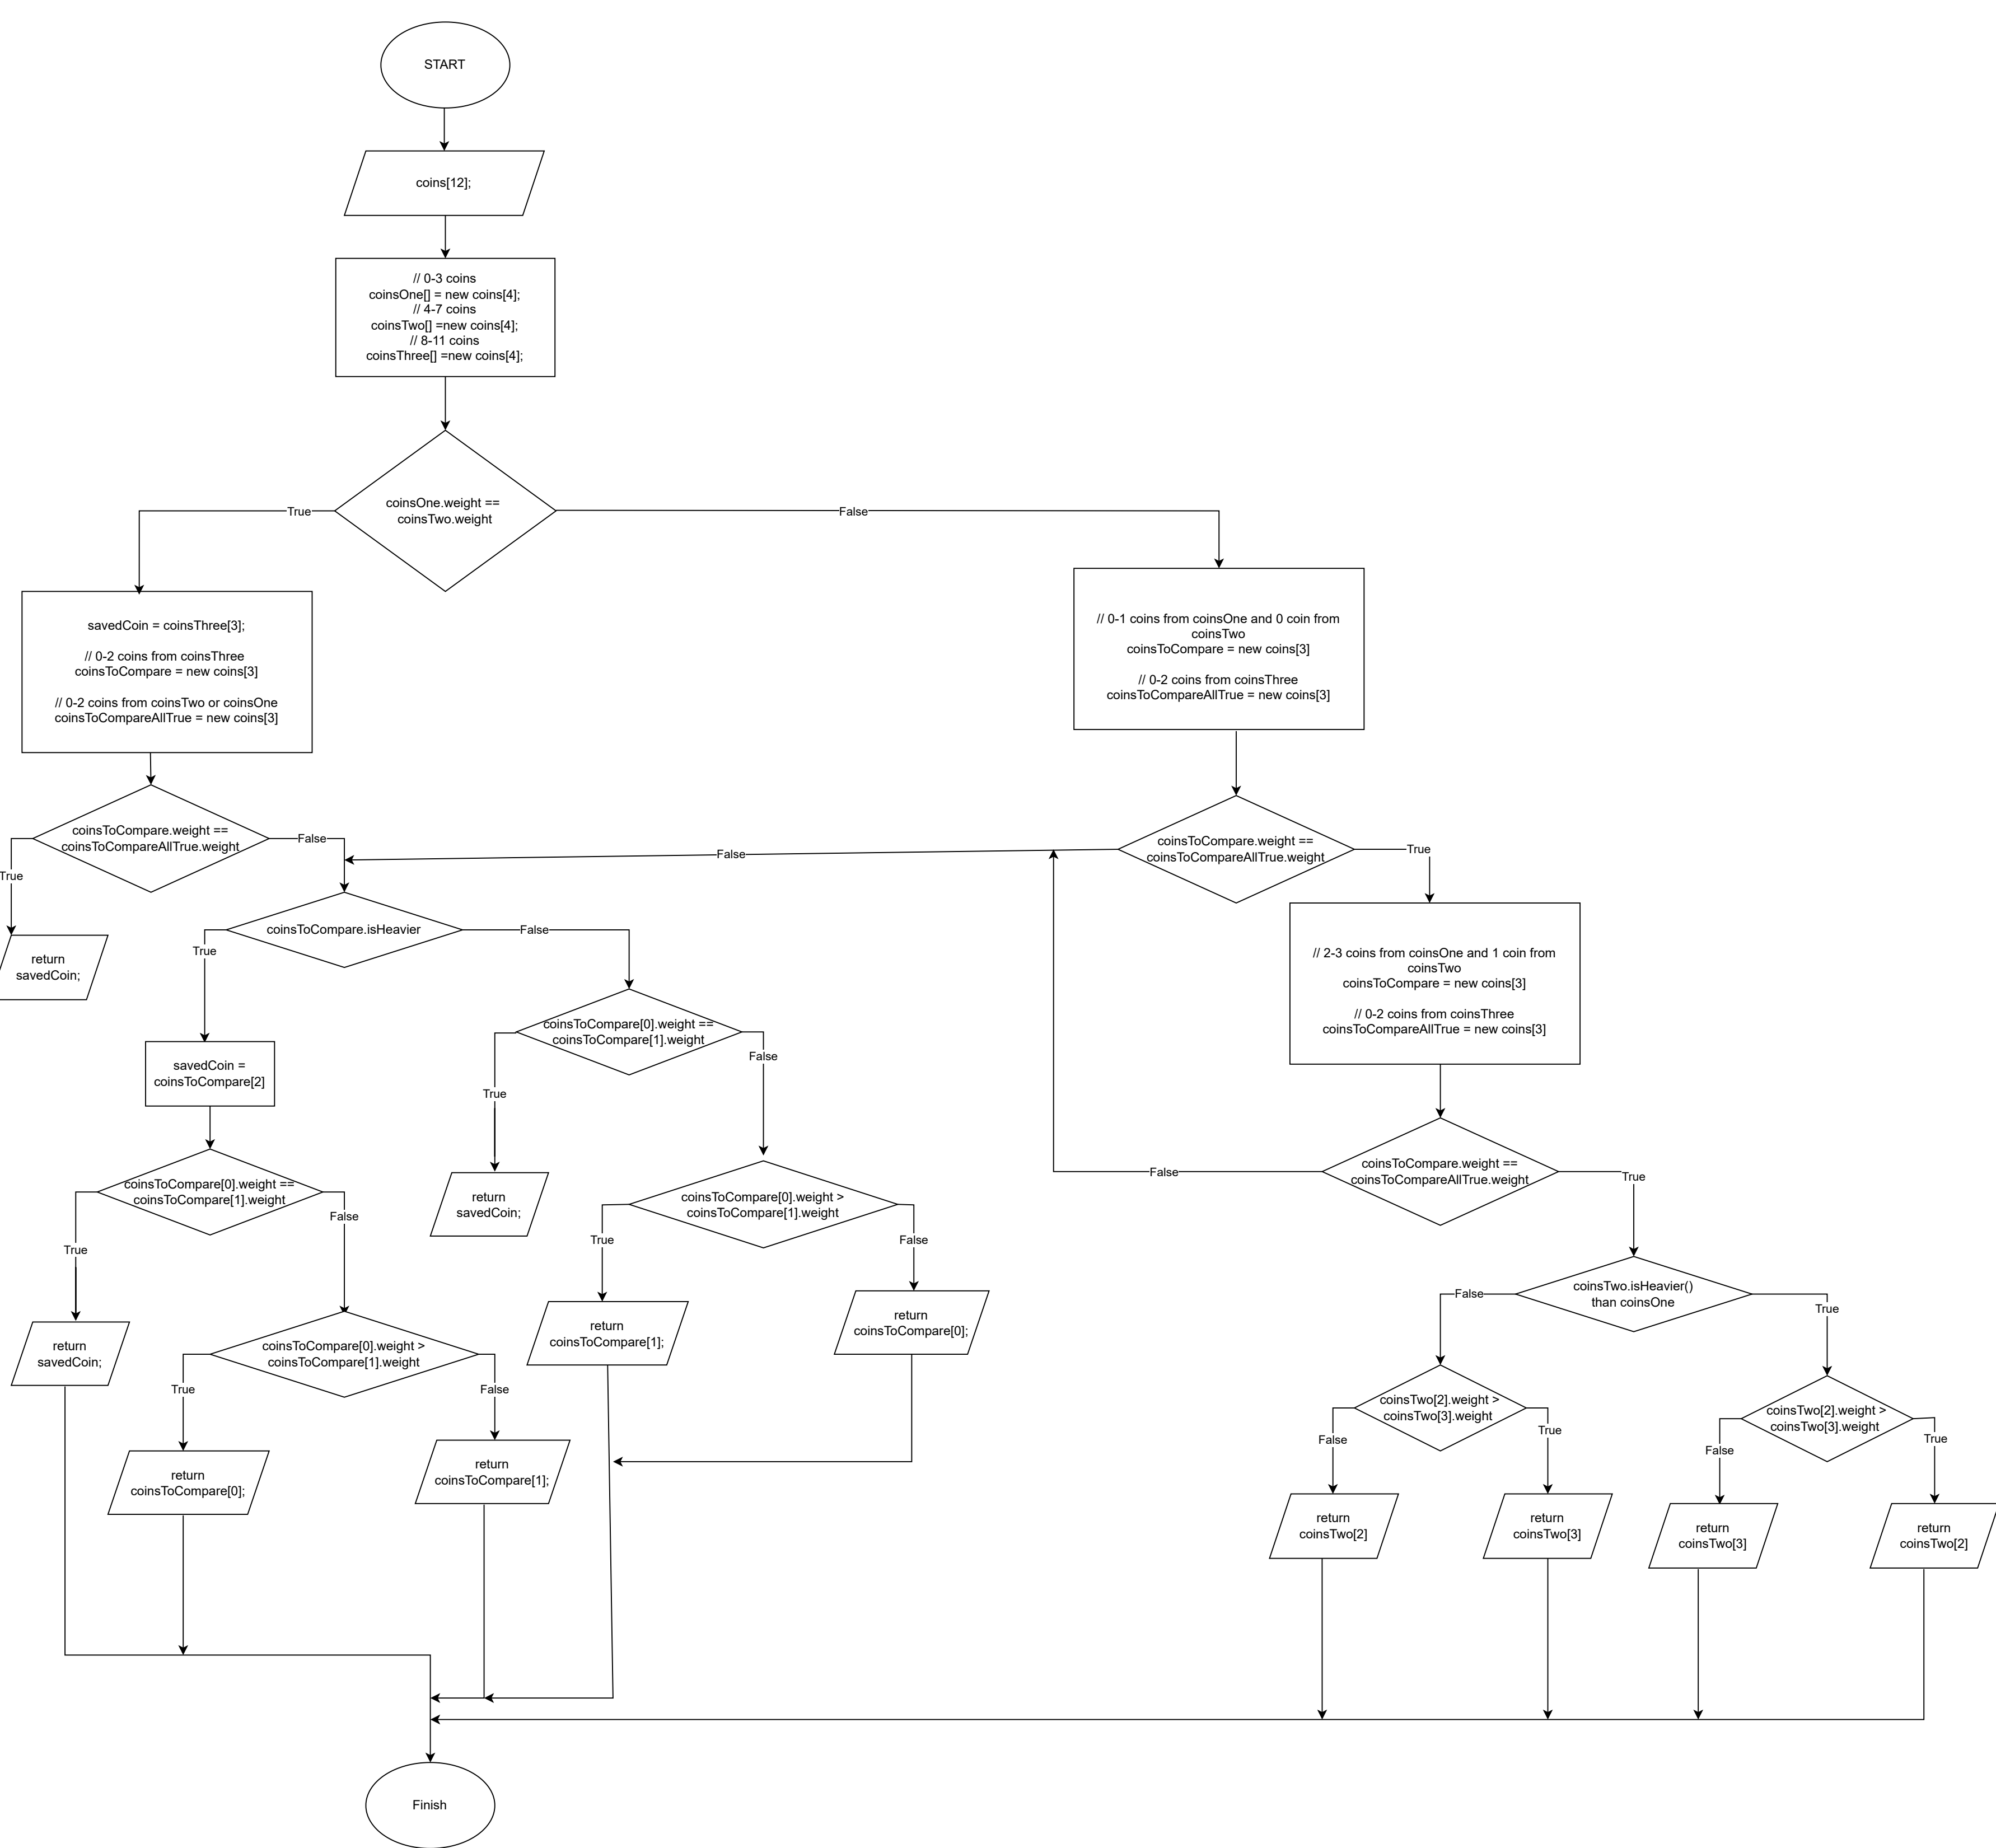 START
coins[12];
// 0-3 coins
coinsOne[] = new coins[4];
// 4-7 coins
coinsTwo[] =new coins[4];
// 8-11 coins
coinsThree[] =new coins[4];
coinsOne.weight ==
coinsTwo.weight
True
False
savedCoin = coinsThree[3];
// 0-2 coins from coinsThree
coinsToCompare = new coins[3]
// 0-2 coins from coinsTwo or coinsOne
coinsToCompareAllTrue = new coins[3]
// 0-1 coins from coinsOne and 0 coin from
coinsTwo
coinsToCompare = new coins[3]
// 0-2 coins from coinsThree
coinsToCompareAllTrue = new coins[3]
coinsToCompare.weight ==
coinsToCompareAllTrue.weight
False
True
False
coinsToCompare.weight ==
coinsToCompareAllTrue.weight
True
return
savedCoin;
coinsToCompare.isHeavier
True
False
// 2-3 coins from coinsOne and 1 coin from
coinsTwo
coinsToCompare = new coins[3]
// 0-2 coins from coinsThree
coinsToCompareAllTrue = new coins[3]
savedCoin =
coinsToCompare[2]
coinsToCompare[0].weight ==
coinsToCompare[1].weight
True
False
return
savedCoin;
coinsToCompare[0].weight ==
coinsToCompare[1].weight
True
False
return
savedCoin;
coinsToCompare[0].weight >
coinsToCompare[1].weight
True
False
return
coinsToCompare[1];
return
coinsToCompare[0];
coinsToCompare[0].weight >
coinsToCompare[1].weight
True
False
return
coinsToCompare[0];
return
coinsToCompare[1];
coinsToCompare.weight ==
coinsToCompareAllTrue.weight
False
True
coinsTwo.isHeavier()
than coinsOne
False
True
coinsTwo[2].weight >
coinsTwo[3].weight
False
True
coinsTwo[2].weight >
coinsTwo[3].weight
False
True
return
coinsTwo[2]
return
coinsTwo[3]
return
coinsTwo[3]
return
coinsTwo[2]
Finish